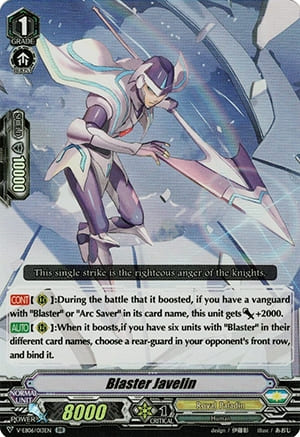 1
GRADE
BOOST
SHIELD
10000
This single strike is the righteous anger of the knights.
CONT [ ]:During the battle that it boosted, if you have a vanguard
with "Blaster" or "Arc Saver" in its card name, this unit gets +2000.
AUTO [ ]:When it boosts,if you have six units with "Blaster" in their
different card names, choose a rear-guard in your opponent's front row,
and bind it.
Blaster Javelin
NORMAL
UNIT
POWER
8000
1
CRITICAL
Royal Paladin
Human
V-EB06/013EN RR
design / 伊藤彰 illust /